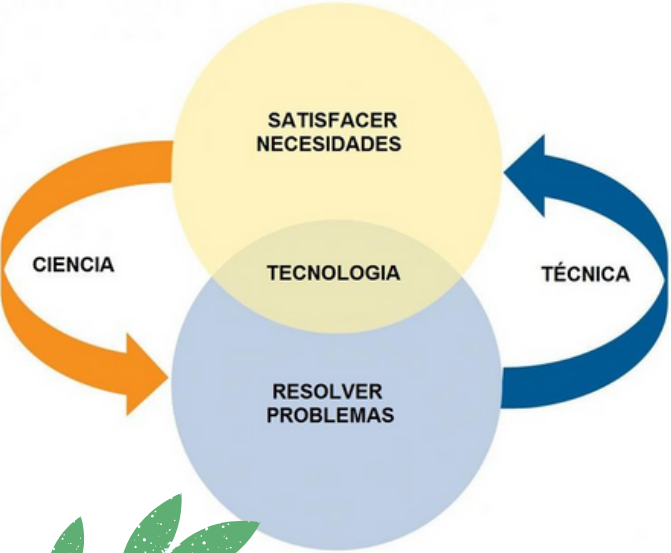 SATISFACER
NECESIDADES
CIENCIA
TECNOLOGIA
TÉCNICA
RESOLVER
PROBLEMAS